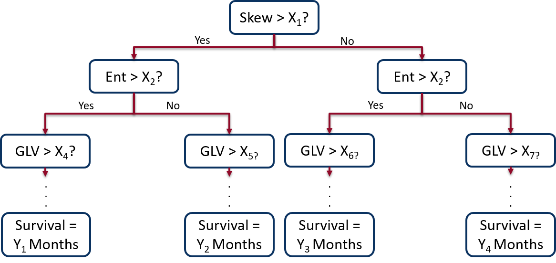 Skew > X₁?
Yes
No
Ent > X₂?
Ent > X₂?
Yes
No
Yes
No
GLV > X₄?
GLV > X₅?
GLV > X₆?
GLV > X₇?
Survival =
Y₁ Months
Survival =
Y₂ Months
Survival =
Y₃ Months
Survival =
Y₄ Months